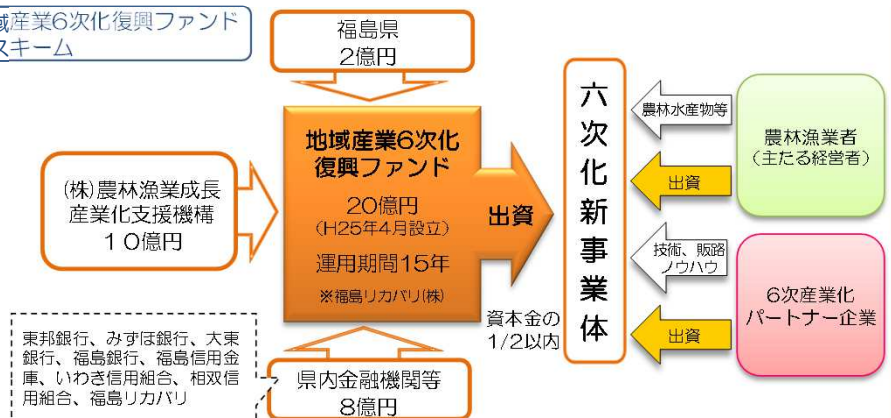 域産業6次化復興ファンド
スキーム
福島県
2億円
(株)農林漁業成長
産業化支援機構
10億円
地域産業6次化
復興ファンド
20億円
(H25年4月設立)
運用期間15年
※福島リカバリ(株)
出資
資本金の
1/2以内
東邦銀行、みずほ銀行、大東
銀行、福島銀行、福島信用金
庫、いわき信用組合、相双信
用組合、福島リカバリ
県内金融機関等
8億円
六次化新事業体
農林水産物等
出資
技術、販路
ノウハウ
出資
農林漁業者
(主たる経営者)
6次産業化
パートナー企業